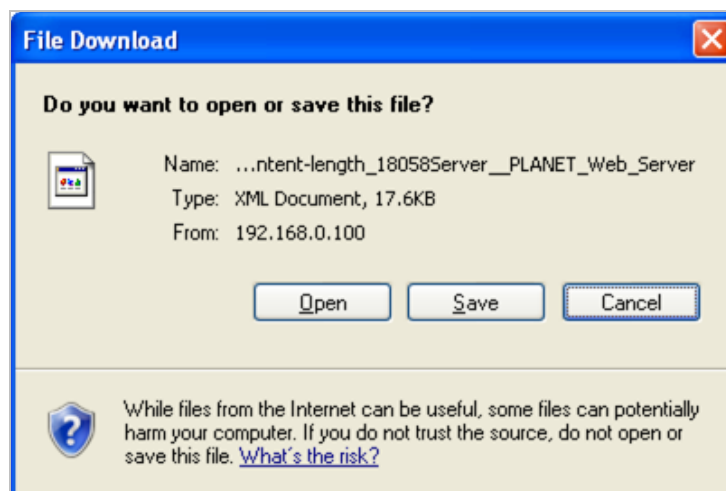 File Download
Do you want to open or save this file?
Name: ...ntent-length_18058Server__PLANET_Web_Server
Type: XML Document, 17.6KB
From: 192.168.0.100
Open Save Cancel
While files from the Internet can be useful, some files can potentially
harm your computer. If you do not trust the source, do not open or
save this file. What's the risk?